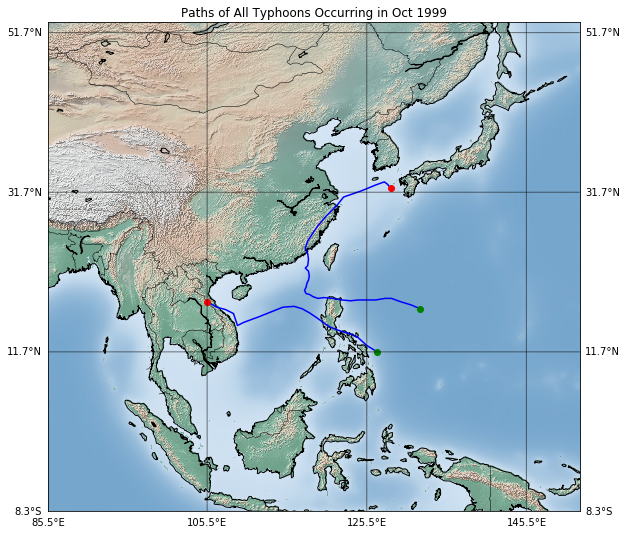 Paths of All Typhoons Occurring in Oct 1999
51.7°N 51.7°N
31.7°N 31.7°N
11.7°N 11.7°N
8.3°S 8.3°S
85.5°E 105.5°E 125.5°E 145.5°E